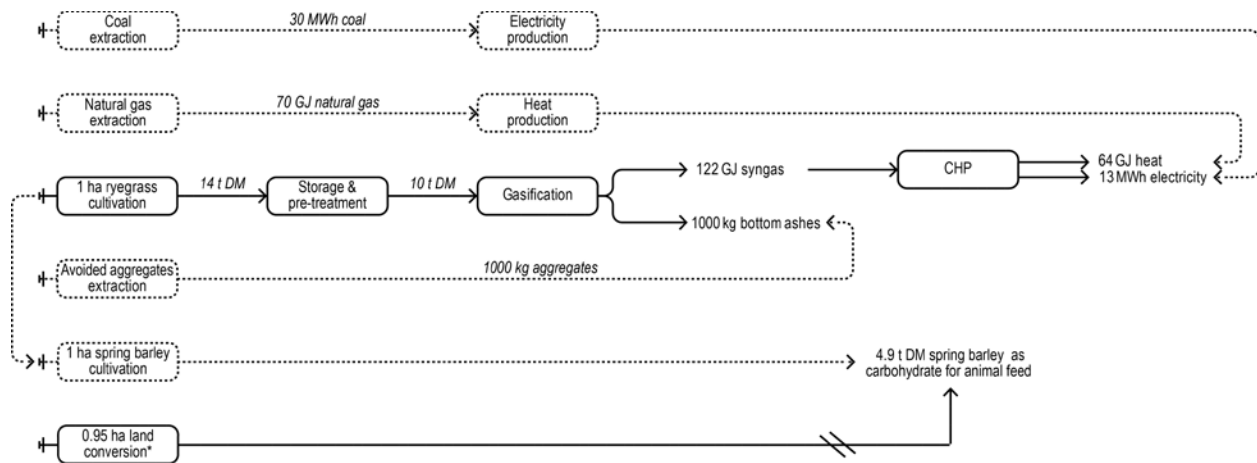 Coal
extraction
30 MWh coal
Electricity
production
Natural gas
extraction
70 GJ natural gas
Heat
production
1 ha ryegrass
cultivation
14 t DM
Storage &
pre-treatment
10 t DM
Gasification
122 GJ syngas
CHP
64 GJ heat
13 MWh electricity
1000 kg bottom ashes
Avoided aggregates
extraction
1000 kg aggregates
1 ha spring barley
cultivation
4.9 t DM spring barley as
carbohydrate for animal feed
0.95 ha land
conversion*